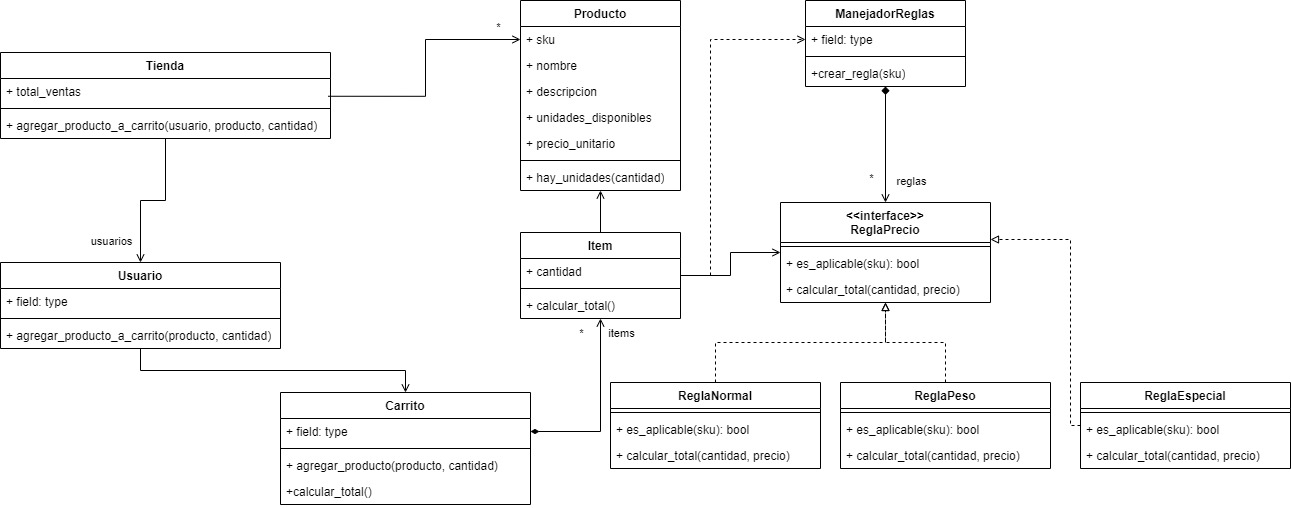 Tienda
+ total_ventas
+ agregar_producto_a_carrito(usuario, producto, cantidad)
*
Producto
+ sku
+ nombre
+ descripcion
+ unidades_disponibles
+ precio_unitario
+ hay_unidades(cantidad)
ManejadorReglas
+ field: type
+crear_regla(sku)
*
reglas
<<interface>>
ReglaPrecio
+ es_aplicable(sku): bool
+ calcular_total(cantidad, precio)
usuarios
Usuario
+ field: type
+ agregar_producto_a_carrito(producto, cantidad)
Item
+ cantidad
+ calcular_total()
*
items
Carrito
+ field: type
+ agregar_producto(producto, cantidad)
+calcular_total()
ReglaNormal
+ es_aplicable(sku): bool
+ calcular_total(cantidad, precio)
ReglaPeso
+ es_aplicable(sku): bool
+ calcular_total(cantidad, precio)
ReglaEspecial
+ es_aplicable(sku): bool
+ calcular_total(cantidad, precio)